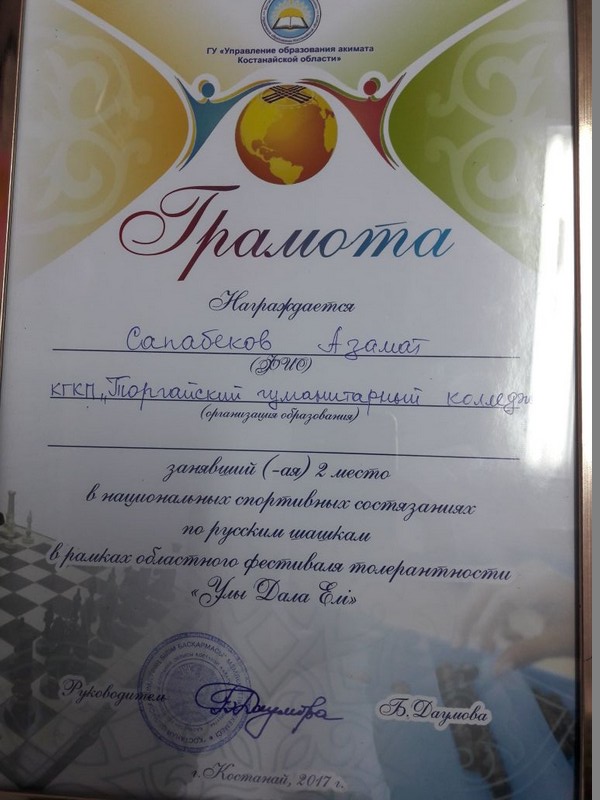 ГУ «Управление образования акимата
Костанайской области»
Грамота
Награждается
Сапабеков Азамат
(ФИО)
КГКП „Торгайский гуманитарный колледж
(организация образования)
занявший (-ая) 2 место
в национальных спортивных состязаниях
по русским шашкам
в рамках областного фестиваля толерантности
«Ұлы Дала Елі»
Руководитель
Б. Даумова
г. Костанай, 2017 г.